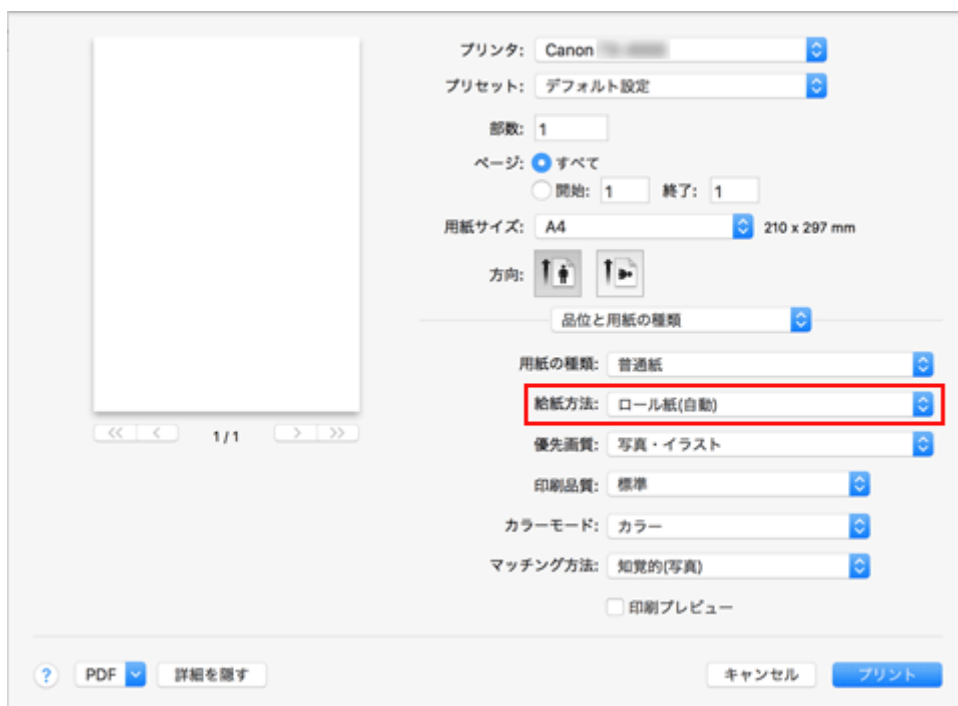 プリンタ: Canon
プリセット: デフォルト設定
部数: 1
ページ: すべて
開始: 1 終了: 1
用紙サイズ: A4 210 x 297 mm
方向:
品位と用紙の種類
用紙の種類: 普通紙
給紙方法: ロール紙(自動)
<< < 1 / 1 > >>
優先画質: 写真・イラスト
印刷品質: 標準
カラーモード: カラー
マッチング方法: 知覚的(写真)
印刷プレビュー
? PDF 詳細を隠す キャンセル プリント